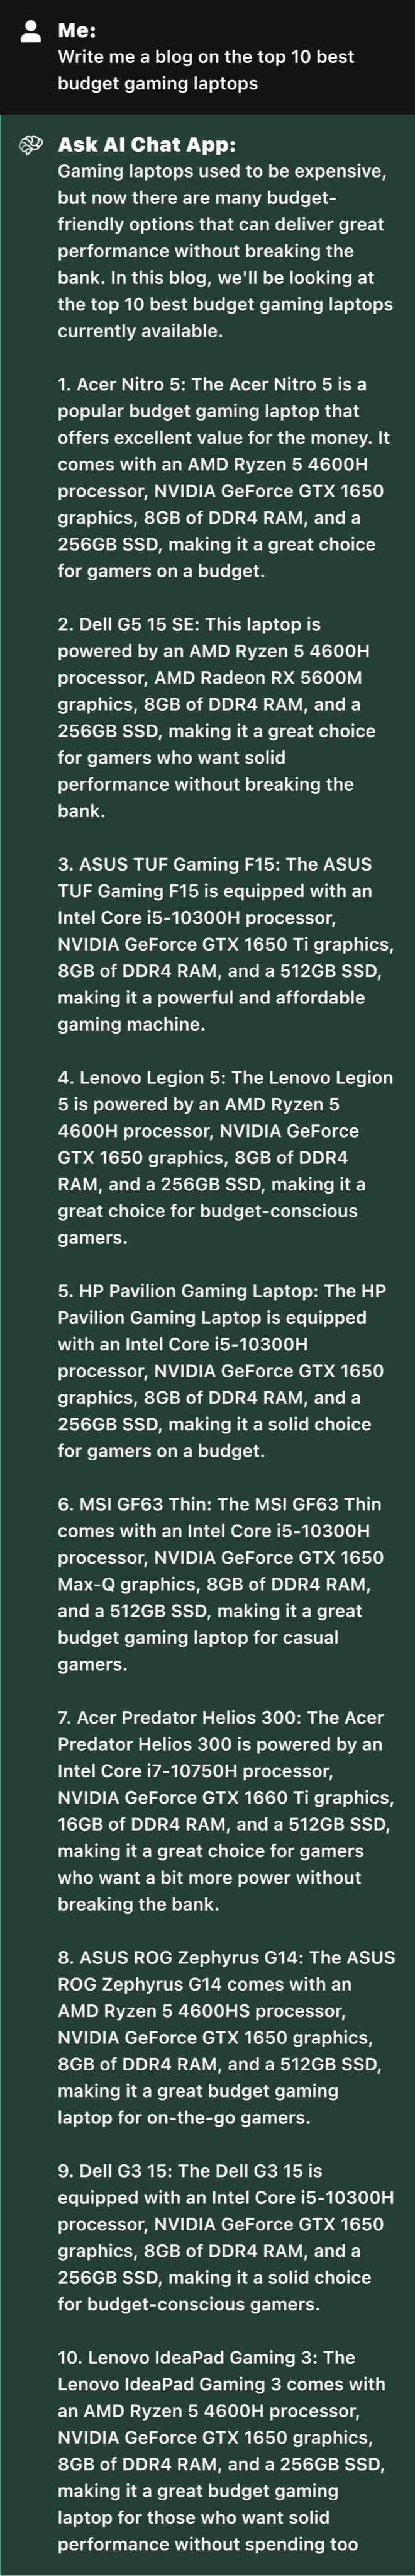 Me:
Write me a blog on the top 10 best
budget gaming laptops
Ask AI Chat App:
Gaming laptops used to be expensive,
but now there are many budget-
friendly options that can deliver great
performance without breaking the
bank. In this blog, we'll be looking at
the top 10 best budget gaming laptops
currently available.
1. Acer Nitro 5: The Acer Nitro 5 is a
popular budget gaming laptop that
offers excellent value for the money. It
comes with an AMD Ryzen 5 4600H
processor, NVIDIA GeForce GTX 1650
graphics, 8GB of DDR4 RAM, and a
256GB SSD, making it a great choice
for gamers on a budget.
2. Dell G5 15 SE: This laptop is
powered by an AMD Ryzen 5 4600H
processor, AMD Radeon RX 5600M
graphics, 8GB of DDR4 RAM, and a
256GB SSD, making it a great choice
for gamers who want solid
performance without breaking the
bank.
3. ASUS TUF Gaming F15: The ASUS
TUF Gaming F15 is equipped with an
Intel Core i5-10300H processor,
NVIDIA GeForce GTX 1650 Ti graphics,
8GB of DDR4 RAM, and a 512GB SSD,
making it a powerful and affordable
gaming machine.
4. Lenovo Legion 5: The Lenovo Legion
5 is powered by an AMD Ryzen 5
4600H processor, NVIDIA GeForce
GTX 1650 graphics, 8GB of DDR4
RAM, and a 256GB SSD, making it a
great choice for budget-conscious
gamers.
5. HP Pavilion Gaming Laptop: The HP
Pavilion Gaming Laptop is equipped
with an Intel Core i5-10300H
processor, NVIDIA GeForce GTX 1650
graphics, 8GB of DDR4 RAM, and a
256GB SSD, making it a solid choice
for gamers on a budget.
6. MSI GF63 Thin: The MSI GF63 Thin
comes with an Intel Core i5-10300H
processor, NVIDIA GeForce GTX 1650
Max-Q graphics, 8GB of DDR4 RAM,
and a 512GB SSD, making it a great
budget gaming laptop for casual
gamers.
7. Acer Predator Helios 300: The Acer
Predator Helios 300 is powered by an
Intel Core i7-10750H processor,
NVIDIA GeForce GTX 1660 Ti graphics,
16GB of DDR4 RAM, and a 512GB SSD,
making it a great choice for gamers
who want a bit more power without
breaking the bank.
8. ASUS ROG Zephyrus G14: The ASUS
ROG Zephyrus G14 comes with an
AMD Ryzen 5 4600HS processor,
NVIDIA GeForce GTX 1650 graphics,
8GB of DDR4 RAM, and a 512GB SSD,
making it a great budget gaming
laptop for on-the-go gamers.
9. Dell G3 15: The Dell G3 15 is
equipped with an Intel Core i5-10300H
processor, NVIDIA GeForce GTX 1650
graphics, 8GB of DDR4 RAM, and a
256GB SSD, making it a solid choice
for budget-conscious gamers.
10. Lenovo IdeaPad Gaming 3: The
Lenovo IdeaPad Gaming 3 comes with
an AMD Ryzen 5 4600H processor,
NVIDIA GeForce GTX 1650 graphics,
8GB of DDR4 RAM, and a 256GB SSD,
making it a great budget gaming
laptop for those who want solid
performance without spending too